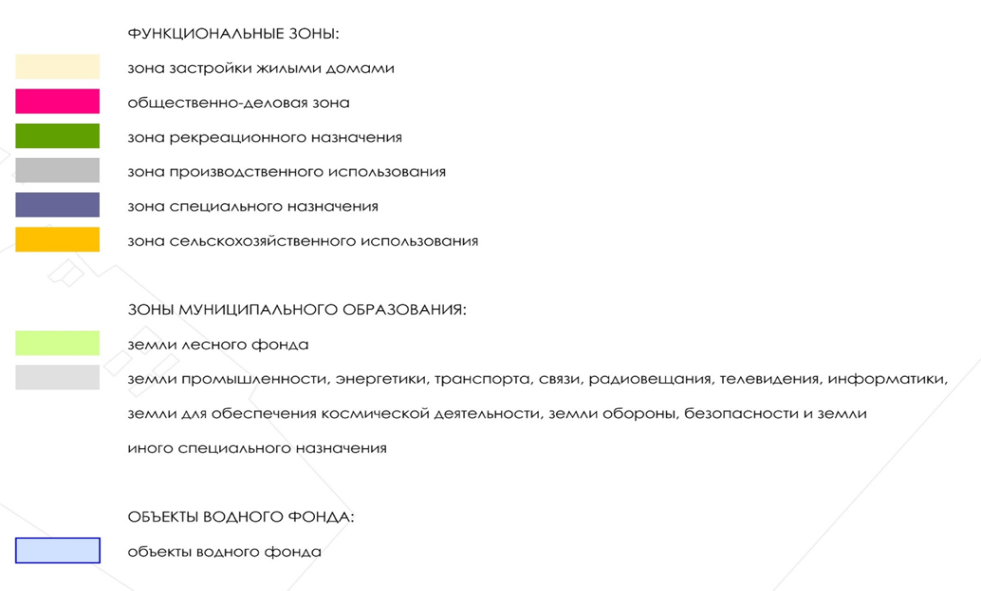 ФУНКЦИОНАЛЬНЫЕ ЗОНЫ:
зона застройки жилыми домами
общественно-деловая зона
зона рекреационного назначения
зона производственного использования
зона специального назначения
зона сельскохозяйственного использования
ЗОНЫ МУНИЦИПАЛЬНОГО ОБРАЗОВАНИЯ:
земли лесного фонда
земли промышленности, энергетики, транспорта, связи, радиовещания, телевидения, информатики,
земли для обеспечения космической деятельности, земли обороны, безопасности и земли
иного специального назначения
ОБЪЕКТЫ ВОДНОГО ФОНДА:
объекты водного фонда